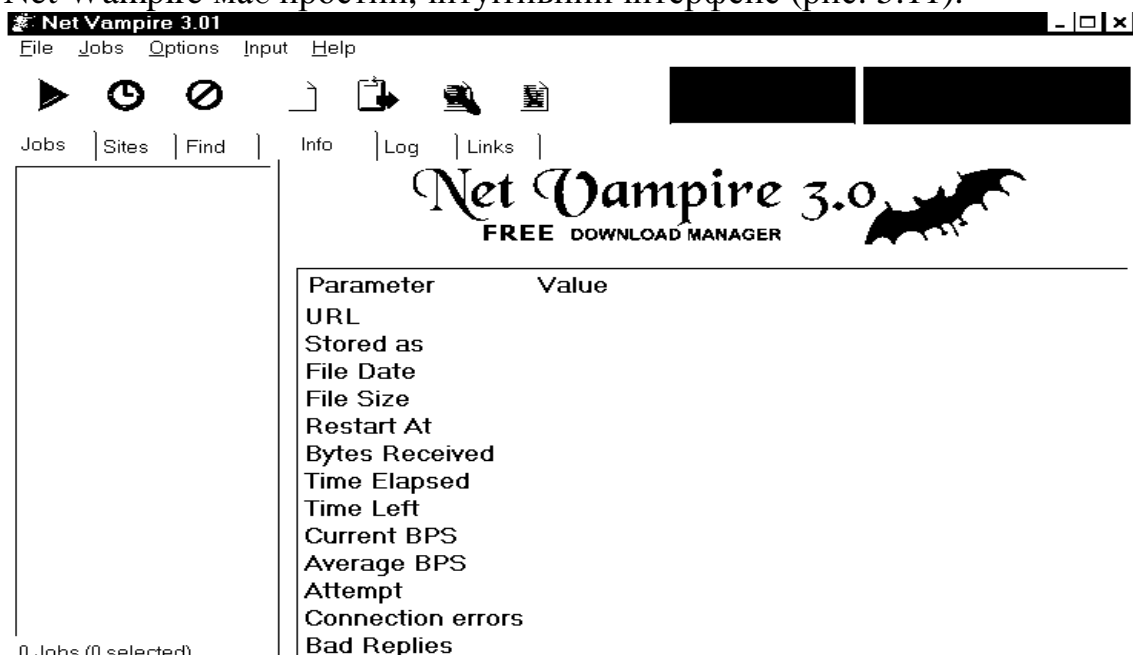 Net Wampire має простий, інтуїтивний інтерфейс (рис. 3.11).
Net Vampire 3.01
File Jobs Options Input Help
Jobs Sites Find Info Log Links
Net Vampire 3.0
FREE DOWNLOAD MANAGER
Parameter Value
URL
Stored as
File Date
File Size
Restart At
Bytes Received
Time Elapsed
Time Left
Current BPS
Average BPS
Attempt
Connection errors
Bad Replies
0 Jobs (0 selected)